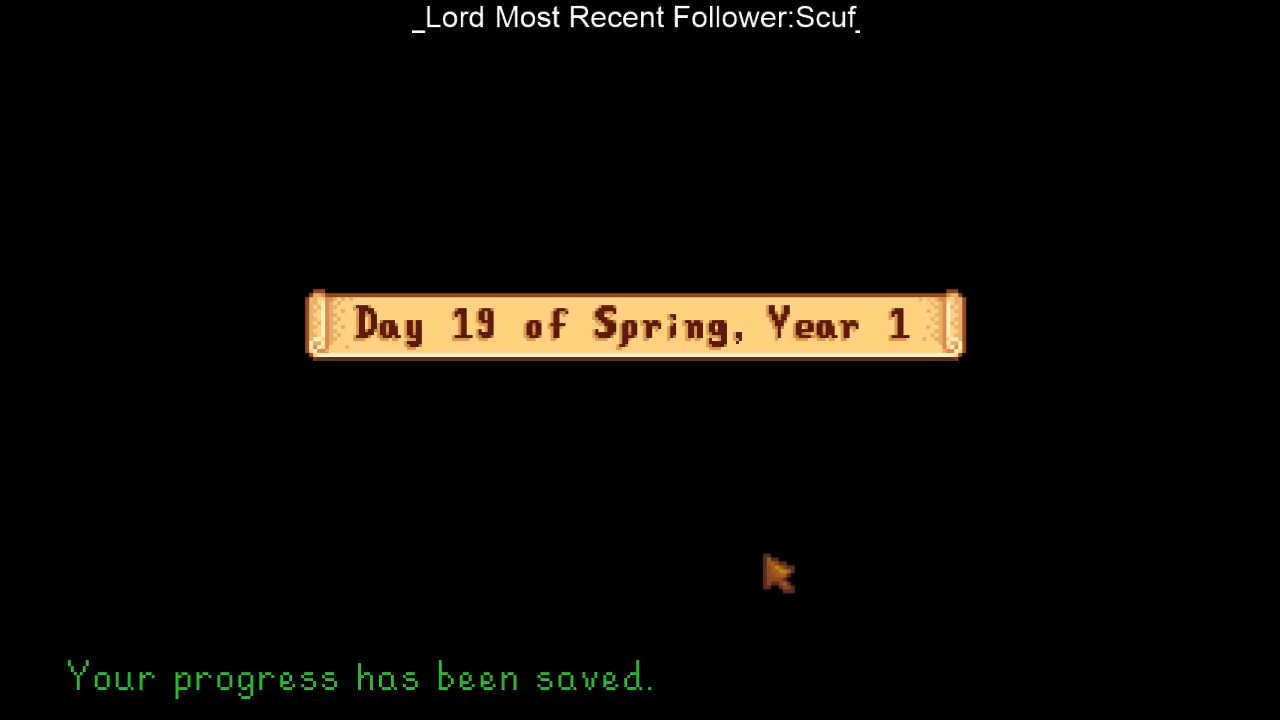 _Lord Most Recent Follower:Scuf_
Day 19 of Spring, Year 1
Your progress has been saved.